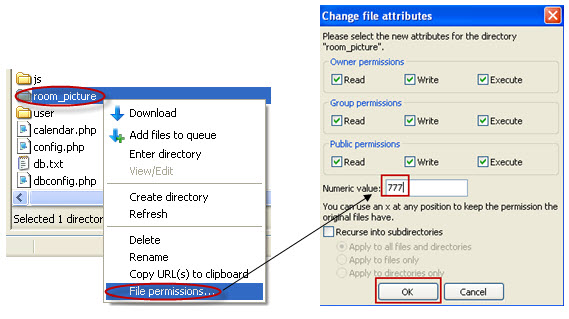 js
room_picture
user
calendar.php
config.php
db.txt
dbconfig.php
Selected 1 director
Download
Add files to queue
Enter directory
View/Edit
Create directory
Refresh
Delete
Rename
Copy URL(s) to clipboard
File permissions...
Change file attributes
Please select the new attributes for the directory
"room_picture".
Owner permissions
Read Write Execute
Group permissions
Read Write Execute
Public permissions
Read Write Execute
Numeric value: 777
You can use an x at any position to keep the permission the
original files have.
Recurse into subdirectories
Apply to all files and directories
Apply to files only
Apply to directories only
OK Cancel